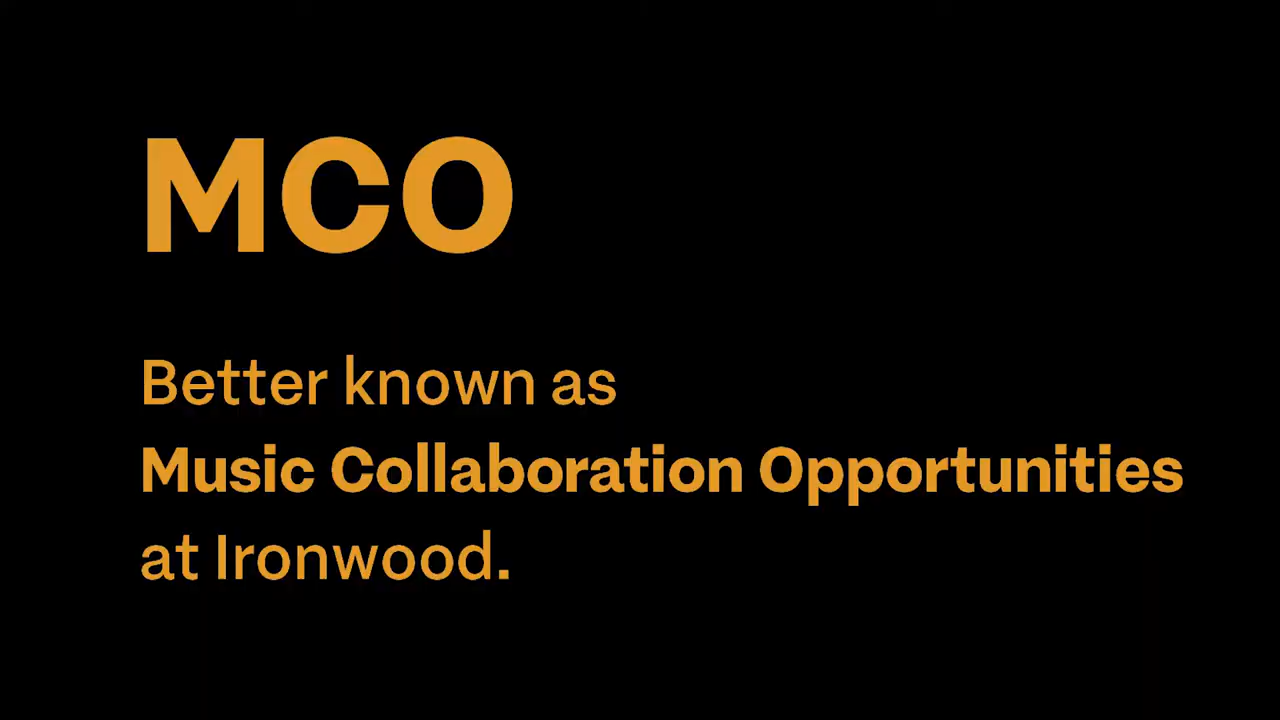 MCO
Better known as
Music Collaboration Opportunities
at Ironwood.